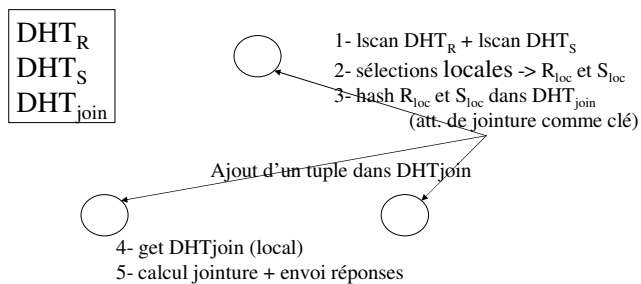 DHT_R
DHT_S
DHT_join
1- lscan DHT_R + lscan DHT_S
2- sélections locales -> R_loc et S_loc
3- hash R_loc et S_loc dans DHT_join
(att. de jointure comme clé)
Ajout d'un tuple dans DHTjoin
4- get DHTjoin (local)
5- calcul jointure + envoi réponses